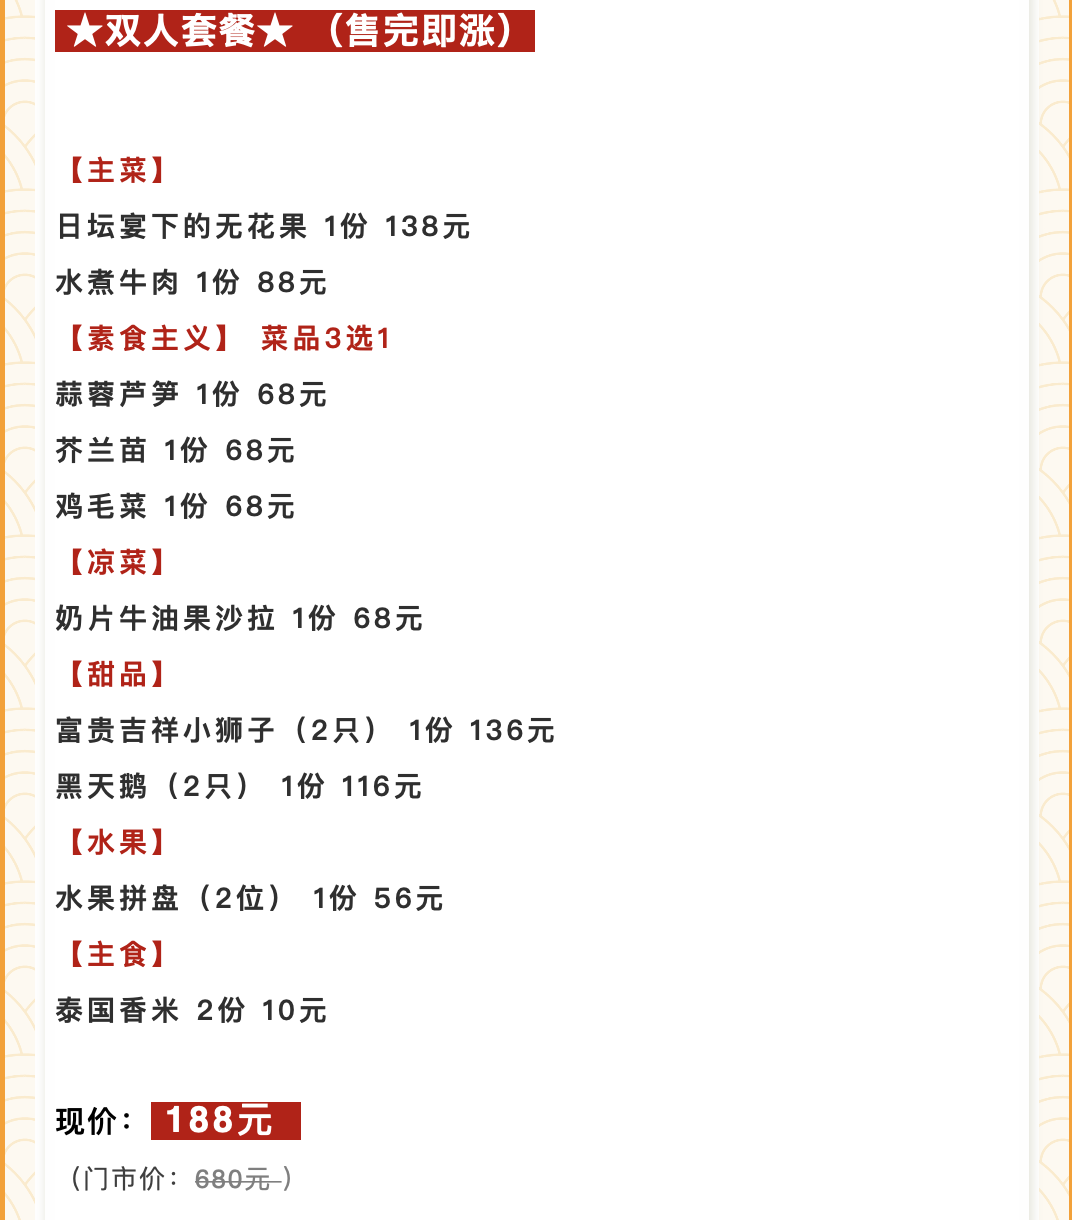 ★双人套餐★ （售完即涨）
【主菜】
日坛宴下的无花果 1份 138元
水煮牛肉 1份 88元
【素食主义】 菜品3选1
蒜蓉芦笋 1份 68元
芥兰苗 1份 68元
鸡毛菜 1份 68元
【凉菜】
奶片牛油果沙拉 1份 68元
【甜品】
富贵吉祥小狮子（2只） 1份 136元
黑天鹅（2只） 1份 116元
【水果】
水果拼盘（2位） 1份 56元
【主食】
泰国香米 2份 10元
现价：188元
（门市价：680元）